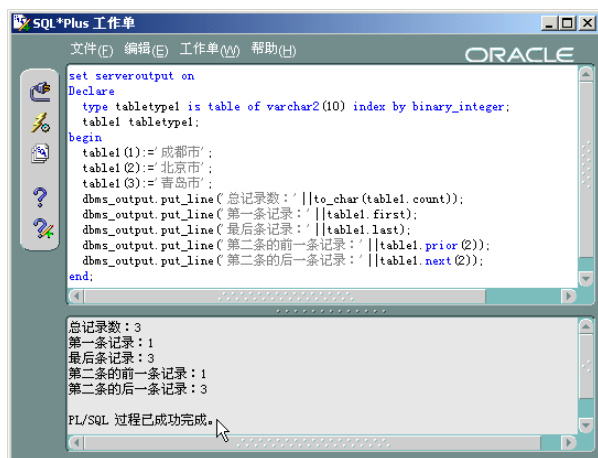 SQL*Plus 工作单
文件(F) 编辑(E) 工作单(W) 帮助(H)
ORACLE
set serveroutput on
Declare
type tabletype1 is table of varchar2(10) index by binary_integer;
table1 tabletype1;
begin
table1(1):='成都市';
table1(2):='北京市';
table1(3):='青岛市';
dbms_output.put_line('总记录数：'||to_char(table1.count));
dbms_output.put_line('第一条记录：'||table1.first);
dbms_output.put_line('最后条记录：'||table1.last);
dbms_output.put_line('第二条的前一条记录：'||table1.prior(2));
dbms_output.put_line('第二条的后一条记录：'||table1.next(2));
end;
总记录数：3
第一条记录：1
最后条记录：3
第二条的前一条记录：1
第二条的后一条记录：3
PL/SQL 过程已成功完成。